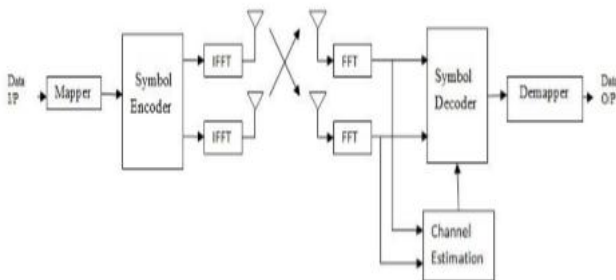 Data
I/P
Mapper
Symbol
Encoder
IFFT
IFFT
FFT
FFT
Symbol
Decoder
Demapper
Data
O/P
Channel
Estimation